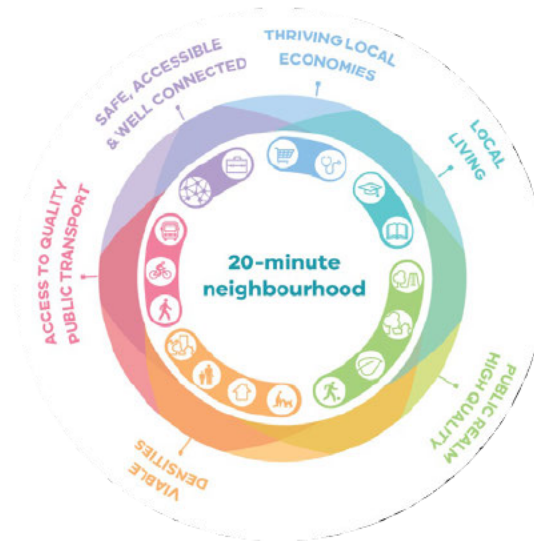 THRIVING LOCAL
ECONOMIES
LOCAL
LIVING
PUBLIC REALM
HIGH QUALITY
VIABLE
DENSITIES
ACCESS TO QUALITY
PUBLIC TRANSPORT
SAFE, ACCESSIBLE
& WELL CONNECTED
20-minute
neighbourhood